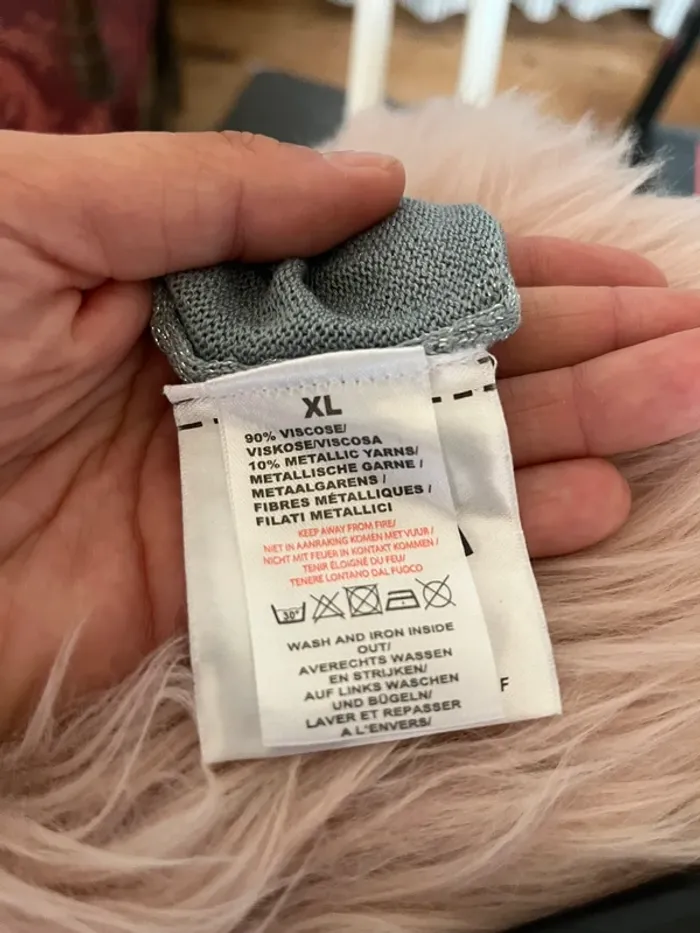 XL
90% VISCOSE/
VISKOSE/VISCOSA
10% METALLIC YARNS/
METALLISCHE GARNE /
METAALGARENS /
FIBRES MÉTALLIQUES /
FILATI METALLICI
KEEP AWAY FROM FIRE/
NIET IN AANRAKING KOMEN MET VUUR /
NICHT MIT FEUER IN KONTAKT KOMMEN /
TENIR ÉLOIGNÉ DU FEU/
TENERE LONTANO DAL FUOCO
30°
WASH AND IRON INSIDE
OUT/
AVERECHTS WASSEN
EN STRIJKEN/
AUF LINKS WASCHEN
UND BÜGELN/
LAVER ET REPASSER
A L'ENVERS/
F